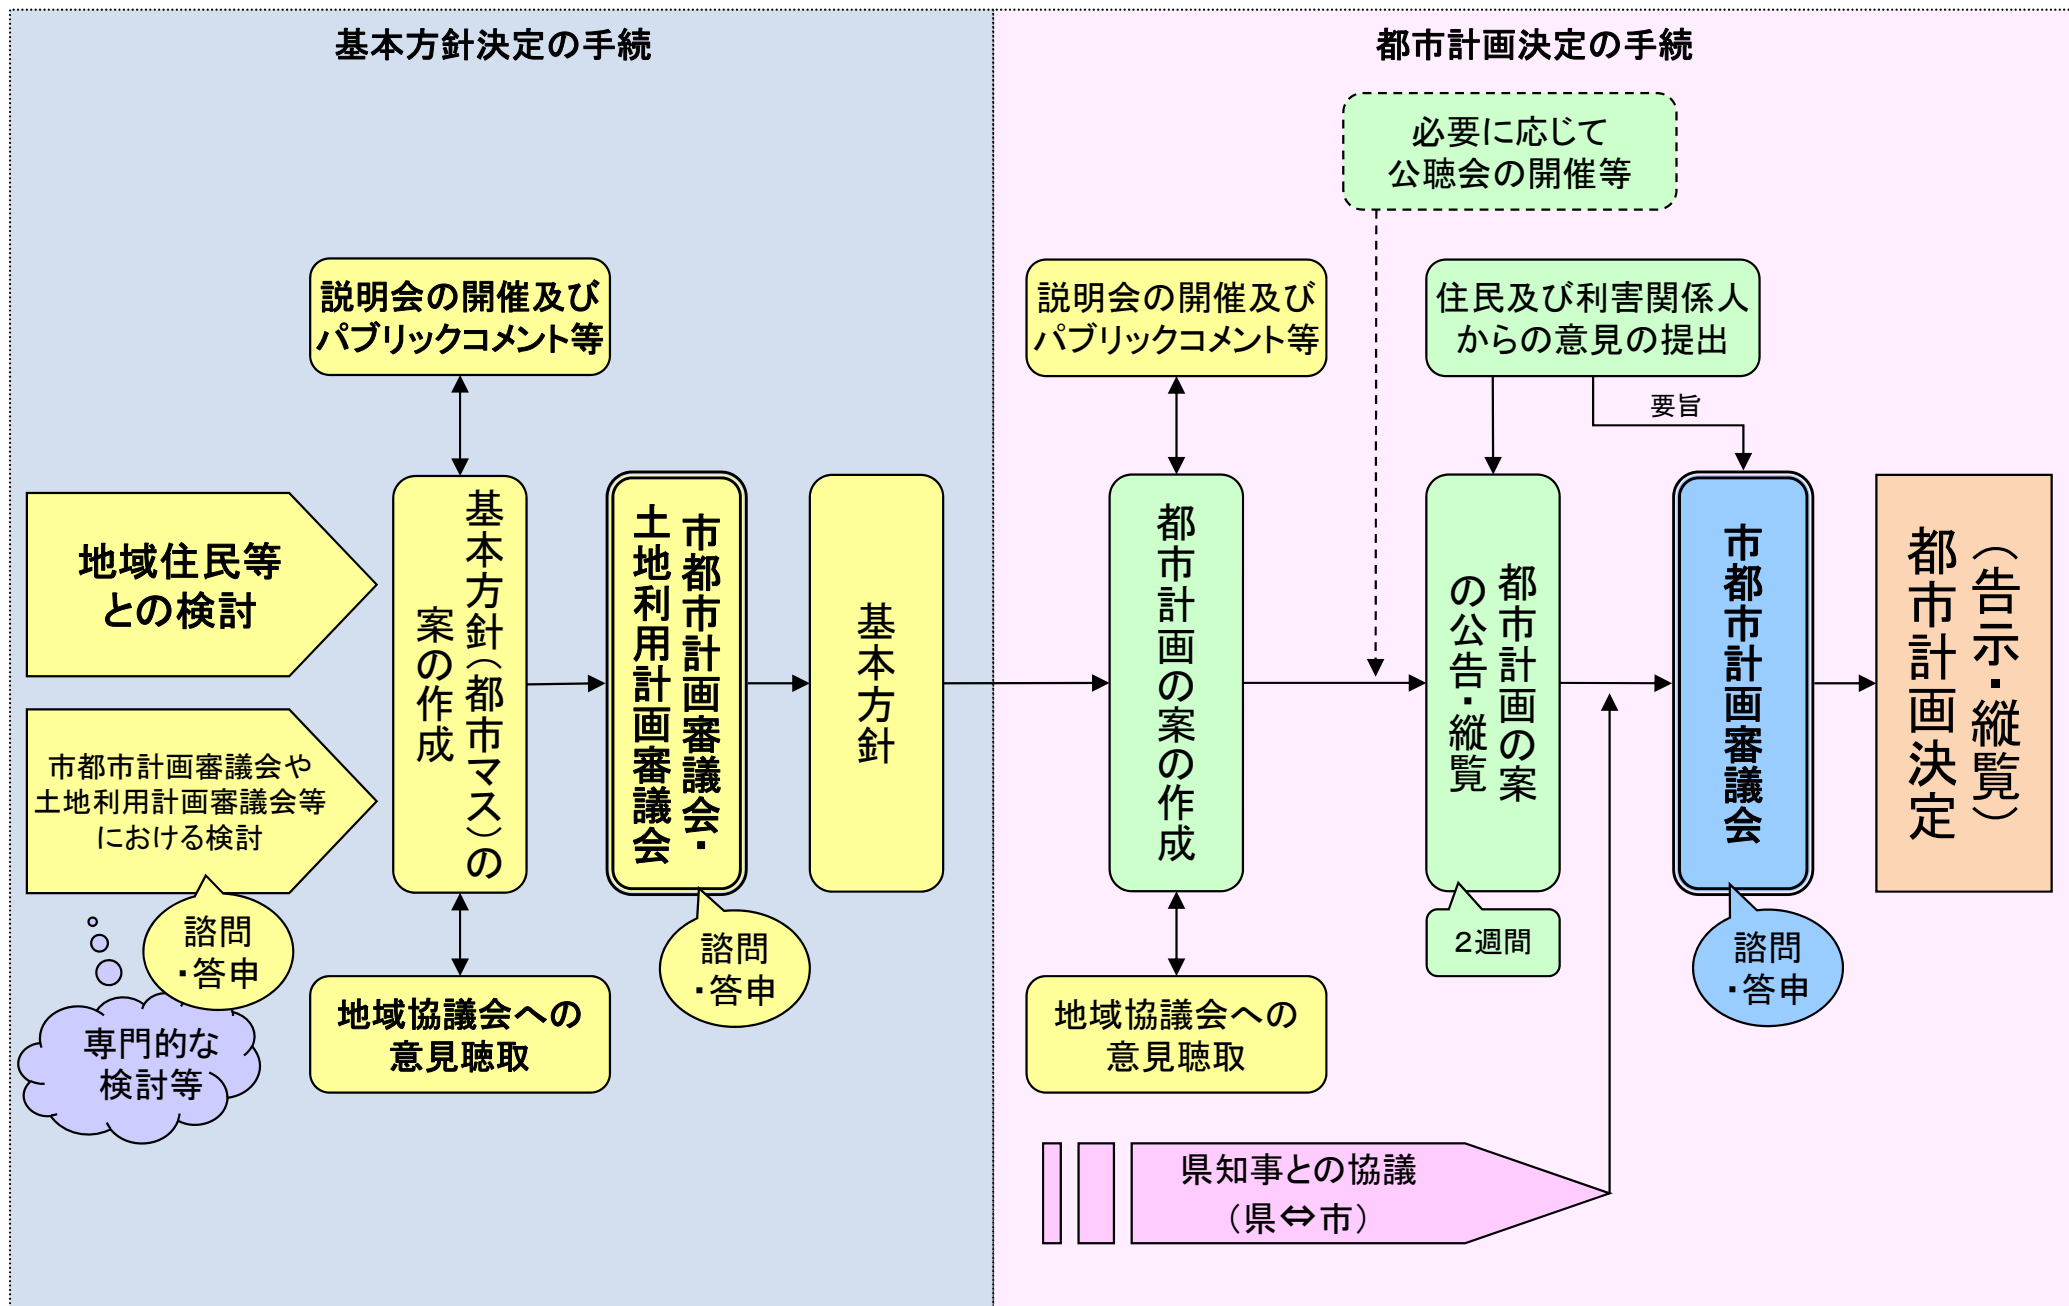 基本方針決定の手続
説明会の開催及び
パブリックコメント等
地域住民等
との検討
市都市計画審議会や
土地利用計画審議会等
における検討
諮問
・答申
専門的な
検討等
基本方針（都市マス）の
案の作成
地域協議会への
意見聴取
市都市計画審議会・
土地利用計画審議会
諮問
・答申
基本方針
都市計画決定の手続
必要に応じて
公聴会の開催等
説明会の開催及び
パブリックコメント等
住民及び利害関係人
からの意見の提出
要旨
都市計画の案の作成
地域協議会への
意見聴取
都市計画の案
の公告・縦覧
２週間
市都市計画審議会
諮問
・答申
（告示・縦覧）
都市計画決定
県知事との協議
（県⇔市）